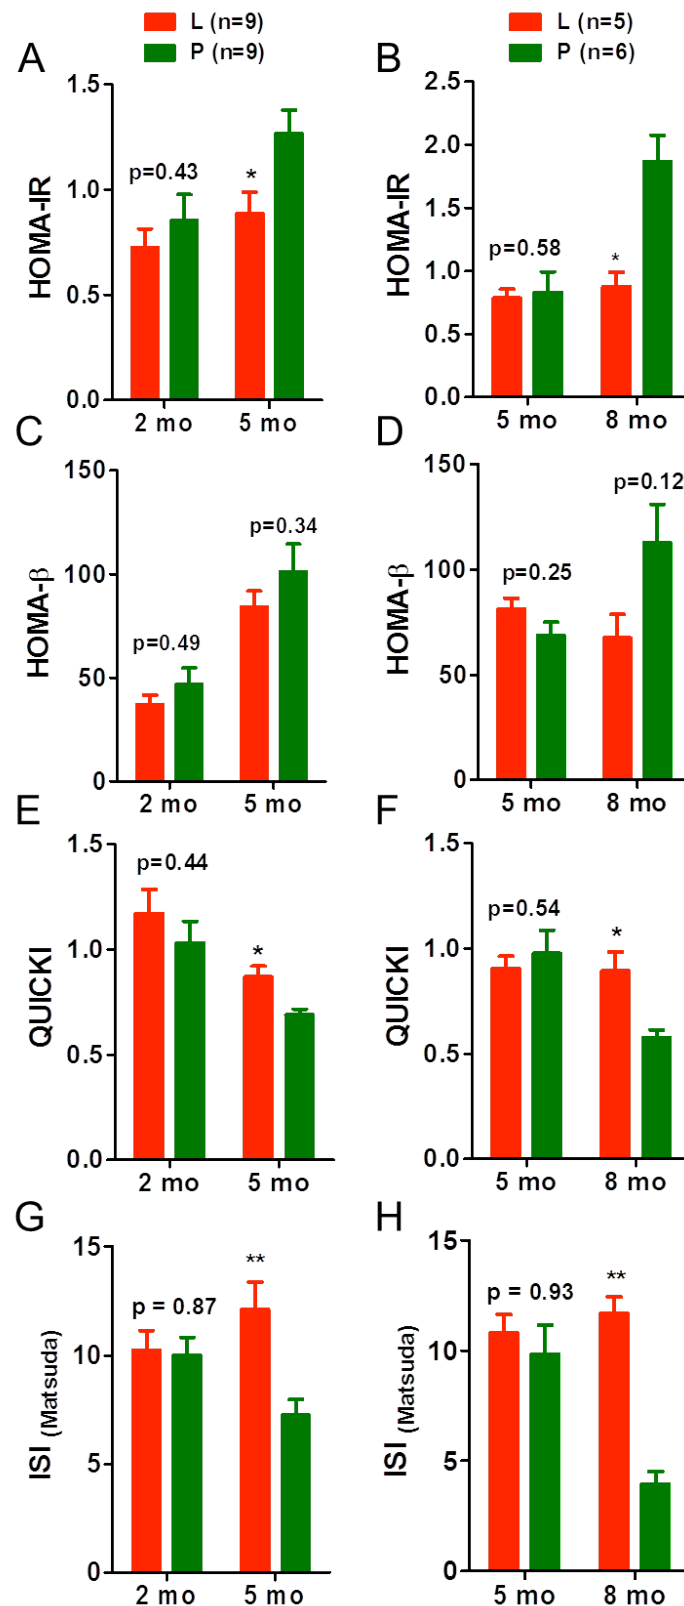 L (n=9)
P (n=9)
L (n=5)
P (n=6)
A
HOMA-IR
1.5
1.0
0.5
0.0
p=0.43
*
2 mo
5 mo
B
HOMA-IR
2.5
2.0
1.5
1.0
0.5
0.0
p=0.58
*
5 mo
8 mo
C
HOMA-β
150
100
50
0
p=0.49
p=0.34
2 mo
5 mo
D
HOMA-β
150
100
50
0
p=0.25
p=0.12
5 mo
8 mo
E
QUICKI
1.5
1.0
0.5
0.0
p=0.44
*
2 mo
5 mo
F
QUICKI
1.5
1.0
0.5
0.0
p=0.54
*
5 mo
8 mo
G
ISI (Matsuda)
15
10
5
0
p = 0.87
**
2 mo
5 mo
H
ISI (Matsuda)
15
10
5
0
p = 0.93
**
5 mo
8 mo